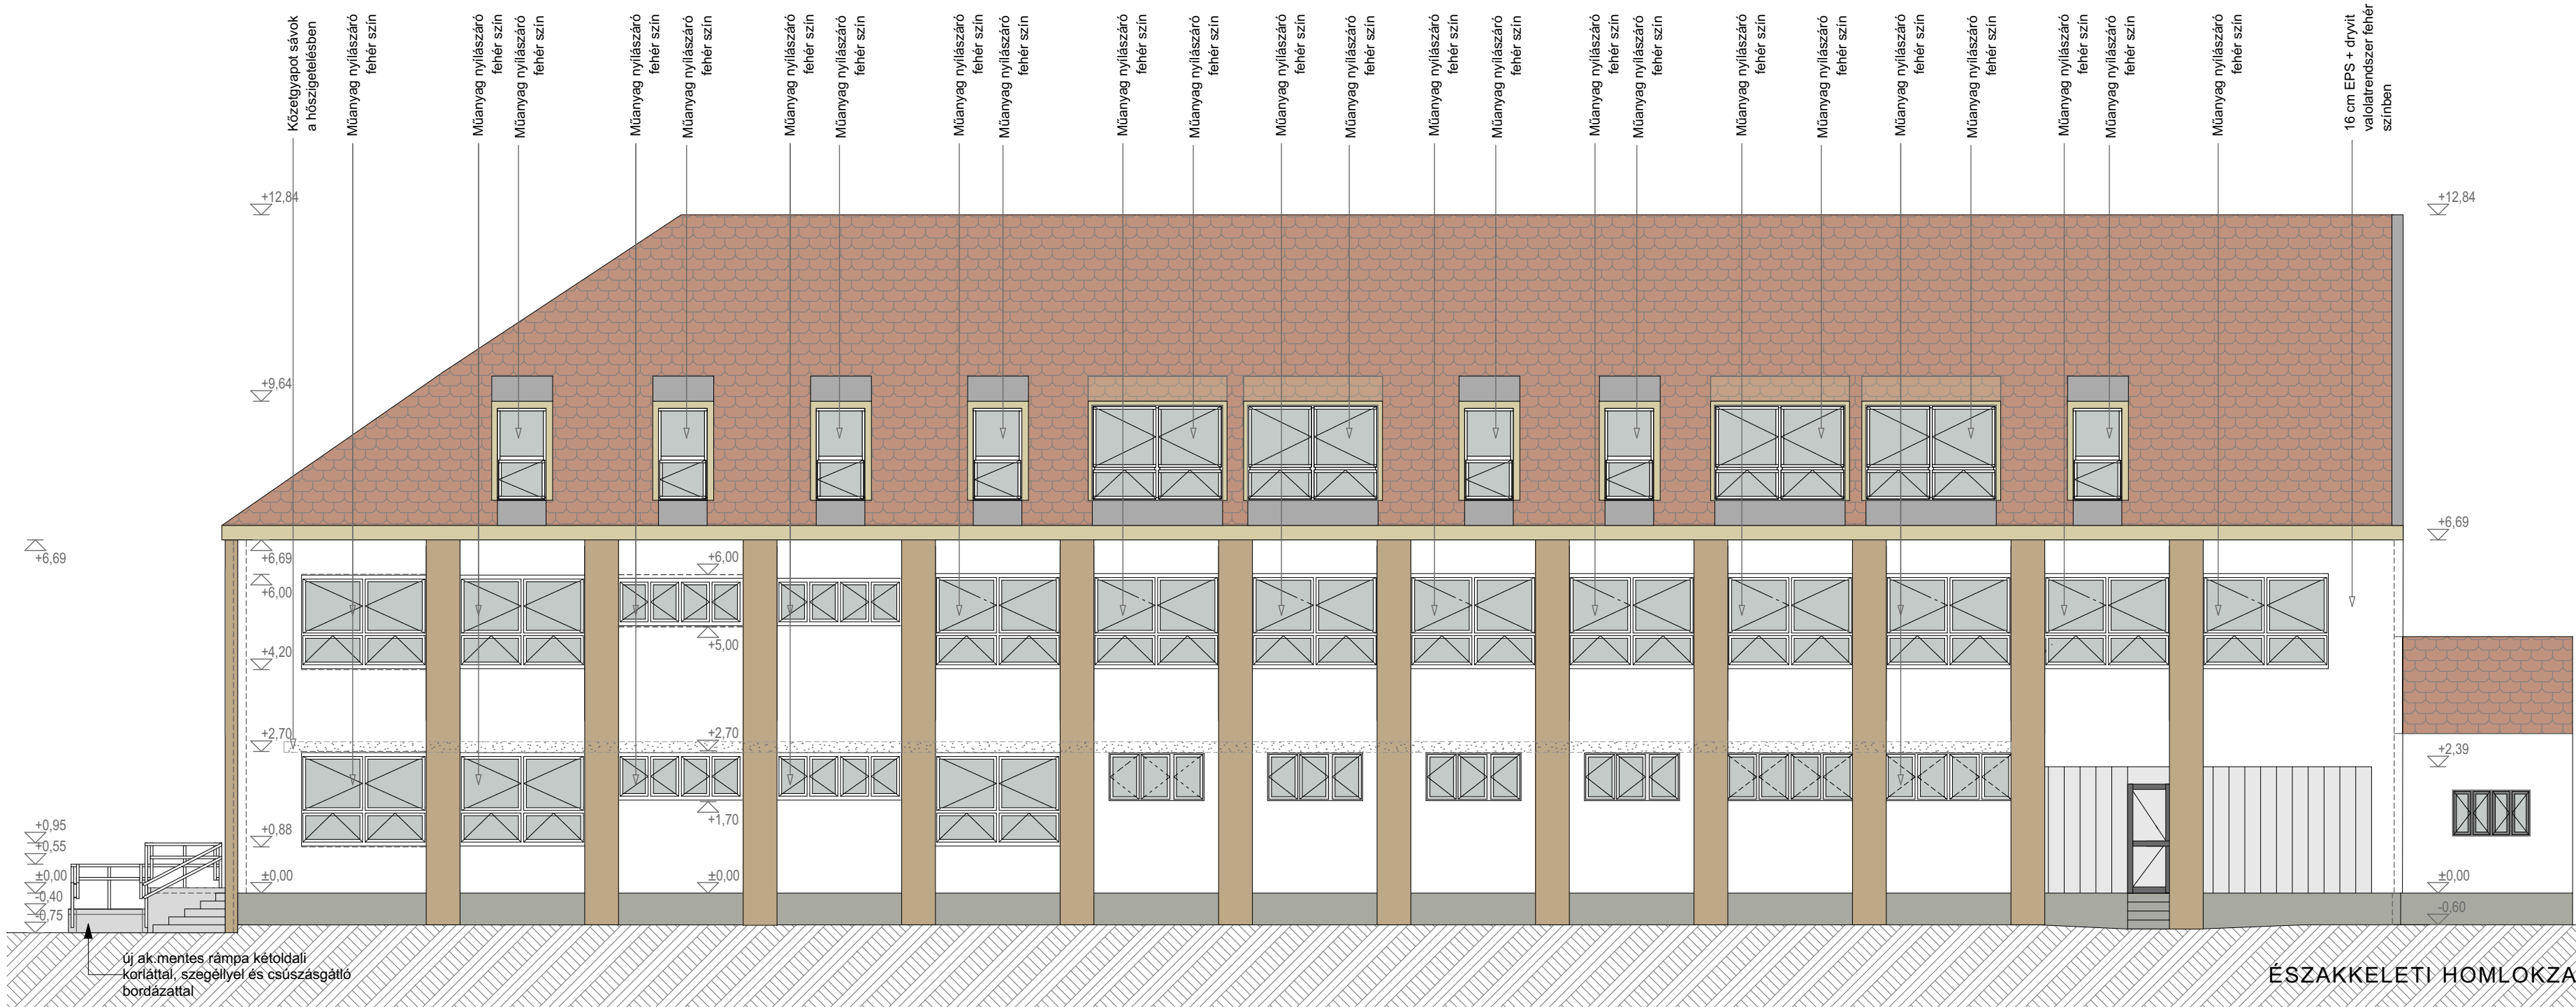 Kőzetgyapot sávok
a hőszigetelésben
Műanyag nyílászáró
fehér szín
Műanyag nyílászáró
fehér szín
Műanyag nyílászáró
fehér szín
Műanyag nyílászáró
fehér szín
Műanyag nyílászáró
fehér szín
Műanyag nyílászáró
fehér szín
Műanyag nyílászáró
fehér szín
Műanyag nyílászáró
fehér szín
Műanyag nyílászáró
fehér szín
Műanyag nyílászáró
fehér szín
Műanyag nyílászáró
fehér szín
Műanyag nyílászáró
fehér szín
Műanyag nyílászáró
fehér szín
Műanyag nyílászáró
fehér szín
Műanyag nyílászáró
fehér szín
Műanyag nyílászáró
fehér szín
Műanyag nyílászáró
fehér szín
Műanyag nyílászáró
fehér szín
Műanyag nyílászáró
fehér szín
Műanyag nyílászáró
fehér szín
Műanyag nyílászáró
fehér szín
Műanyag nyílászáró
fehér szín
Műanyag nyílászáró
fehér szín
Műanyag nyílászáró
fehér szín
16 cm EPS + dryvit
valolatrendszer fehér
színben
+12,84
+12,84
+9,64
+6,69
+6,69
+6,69
+6,00
+6,00
+5,00
+4,20
+2,70
+2,70
+2,39
+1,70
+0,95
+0,88
+0,55
±0,00
±0,00
±0,00
±0,00
-0,40
-0,60
-0,75
új ak.mentes rámpa kétoldali
korláttal, szegéllyel és csúszásgátló
bordázattal
ÉSZAKKELETI HOMLOKZA